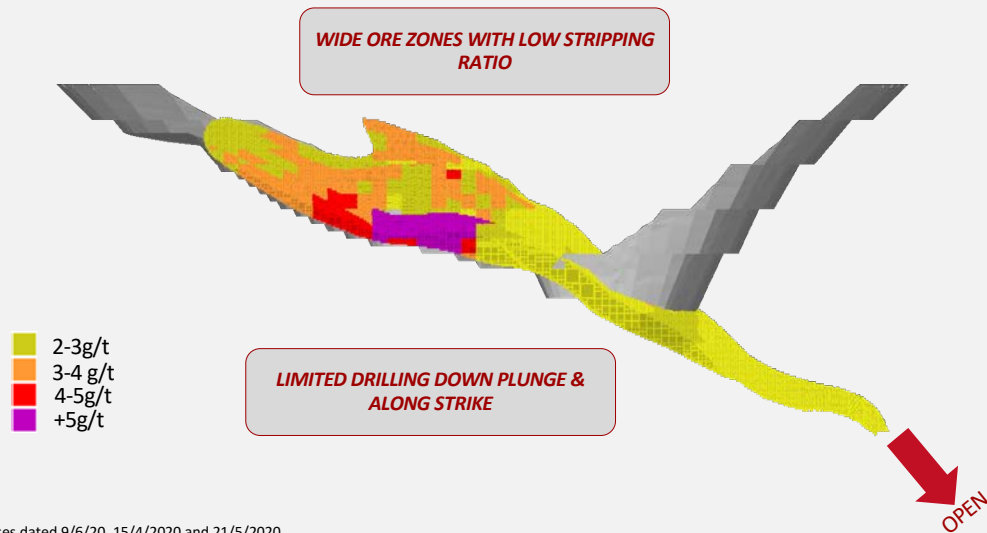 WIDE ORE ZONES WITH LOW STRIPPING
RATIO
2-3g/t
3-4 g/t
4-5g/t
+5g/t
LIMITED DRILLING DOWN PLUNGE &
ALONG STRIKE
OPEN
dated 9/6/20, 15/4/2020 and 21/5/2020